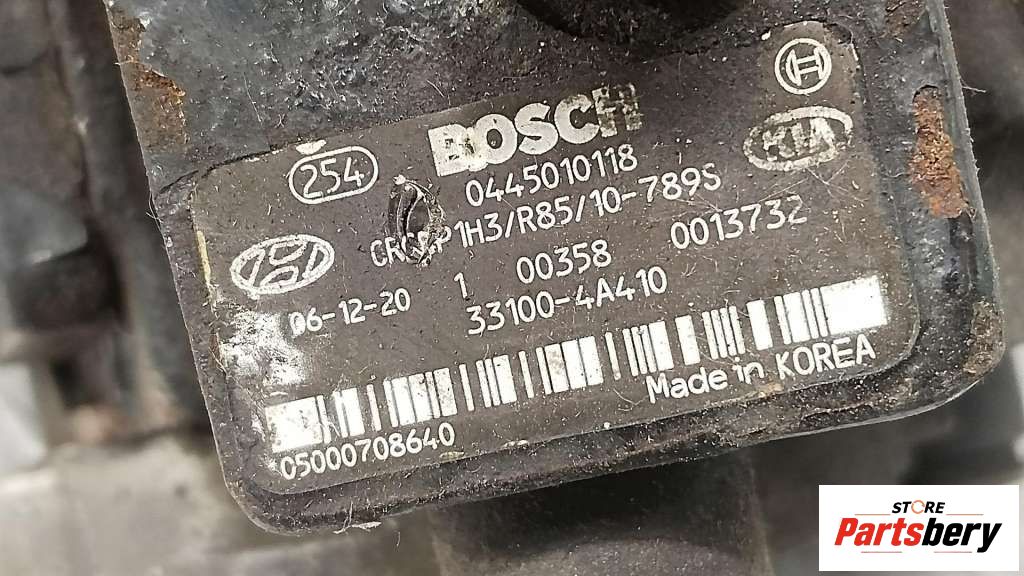 BOSCH
254
0445010118
KIA
1H3/R85/10-789S
06-12-20 1 00358 0013732
33100-4A410
Made in KOREA
05000708640
STORE
Partsbery